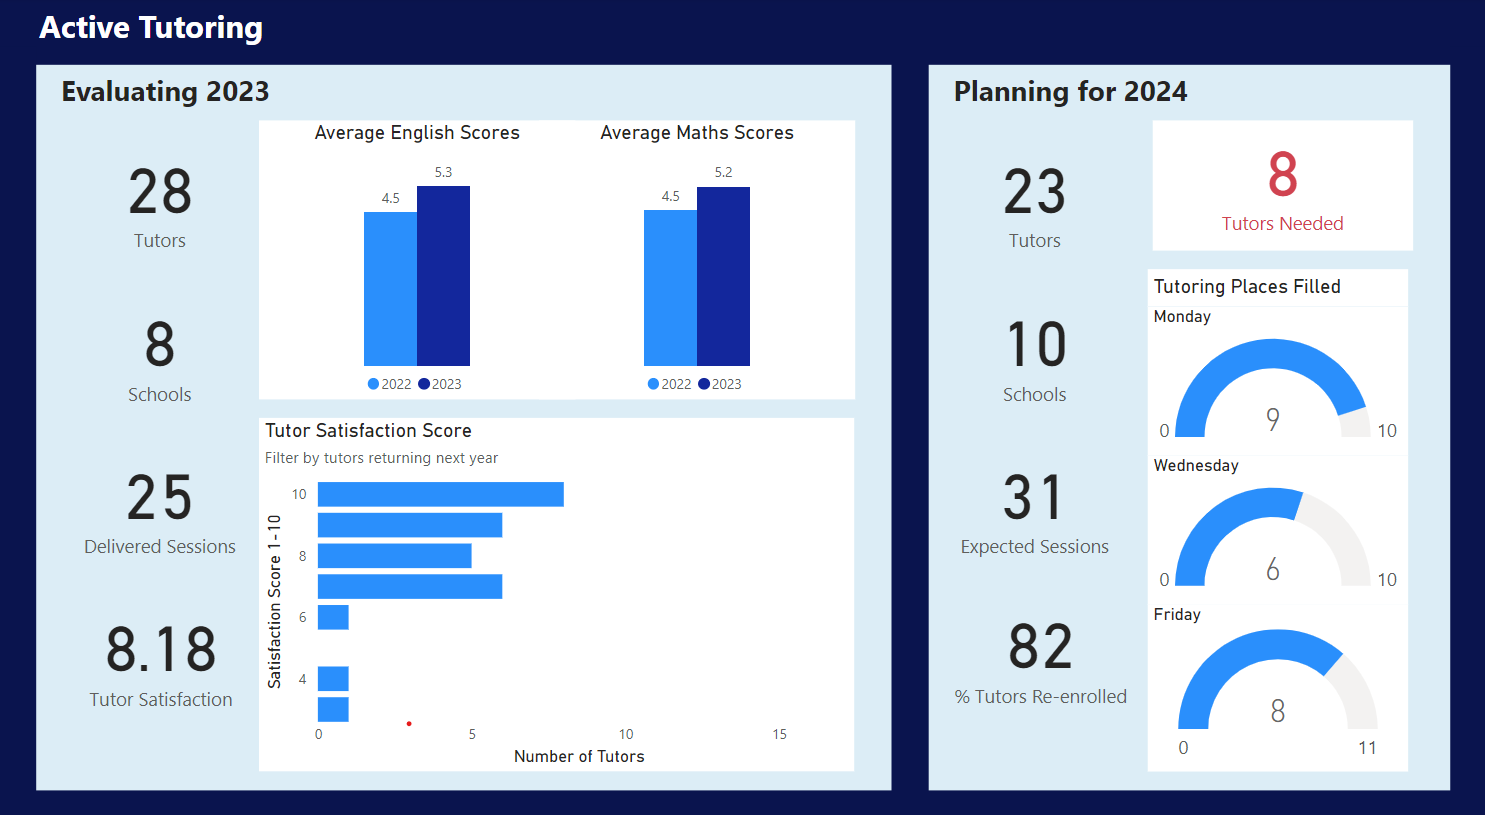 Active Tutoring
Evaluating 2023
28
Tutors
8
Schools
25
Delivered Sessions
8.18
Tutor Satisfaction
Average English Scores
4.5
5.3
2022 2023
Average Maths Scores
4.5
5.2
2022 2023
Tutor Satisfaction Score
Filter by tutors returning next year
Satisfaction Score 1-10
10
8
6
4
0 5 10 15
Number of Tutors
Planning for 2024
23
Tutors
10
Schools
31
Expected Sessions
82
% Tutors Re-enrolled
8
Tutors Needed
Tutoring Places Filled
Monday
9
0 10
Wednesday
6
0 10
Friday
8
0 11